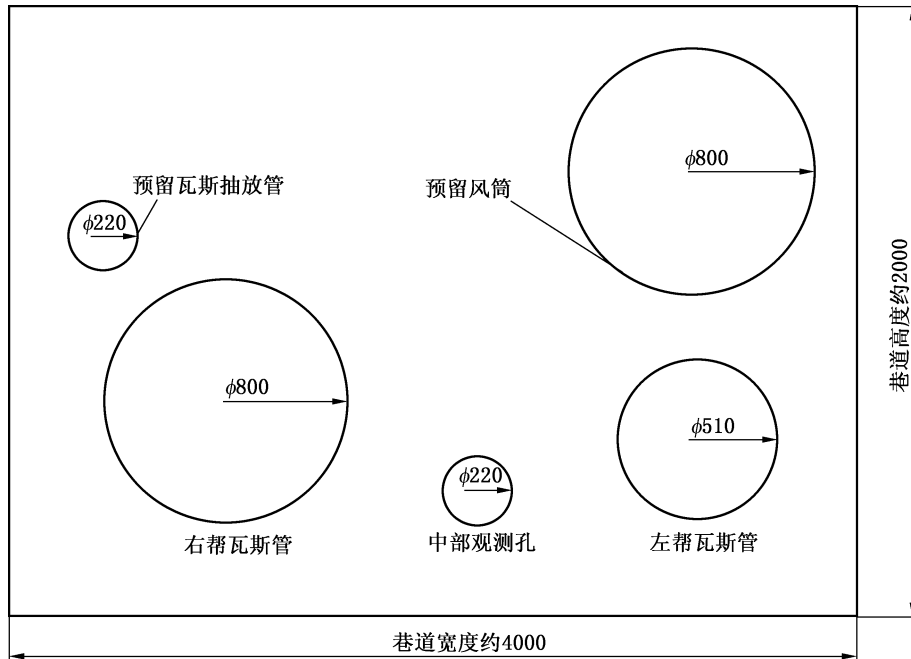 ϕ800
预留瓦斯抽放管
预留风筒
ϕ220
巷道高度约2000
ϕ800
ϕ510
ϕ220
右帮瓦斯管
中部观测孔
左帮瓦斯管
巷道宽度约4000